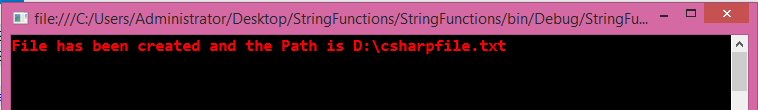 file:///C:/Users/Administrator/Desktop/StringFunctions/StringFunctions/bin/Debug/StringFu...
File has been created and the Path is D:\csharpfile.txt